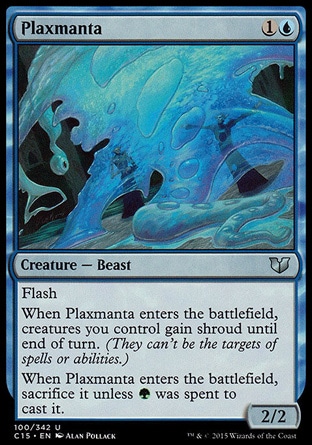 Plaxmanta 1
Creature — Beast
Flash
When Plaxmanta enters the battlefield,
creatures you control gain shroud until
end of turn. (They can't be the targets of
spells or abilities.)
When Plaxmanta enters the battlefield,
sacrifice it unless was spent to
cast it.
2/2
100/342 U
C15 • EN Alan Pollack
™ & © 2015 Wizards of the Coast